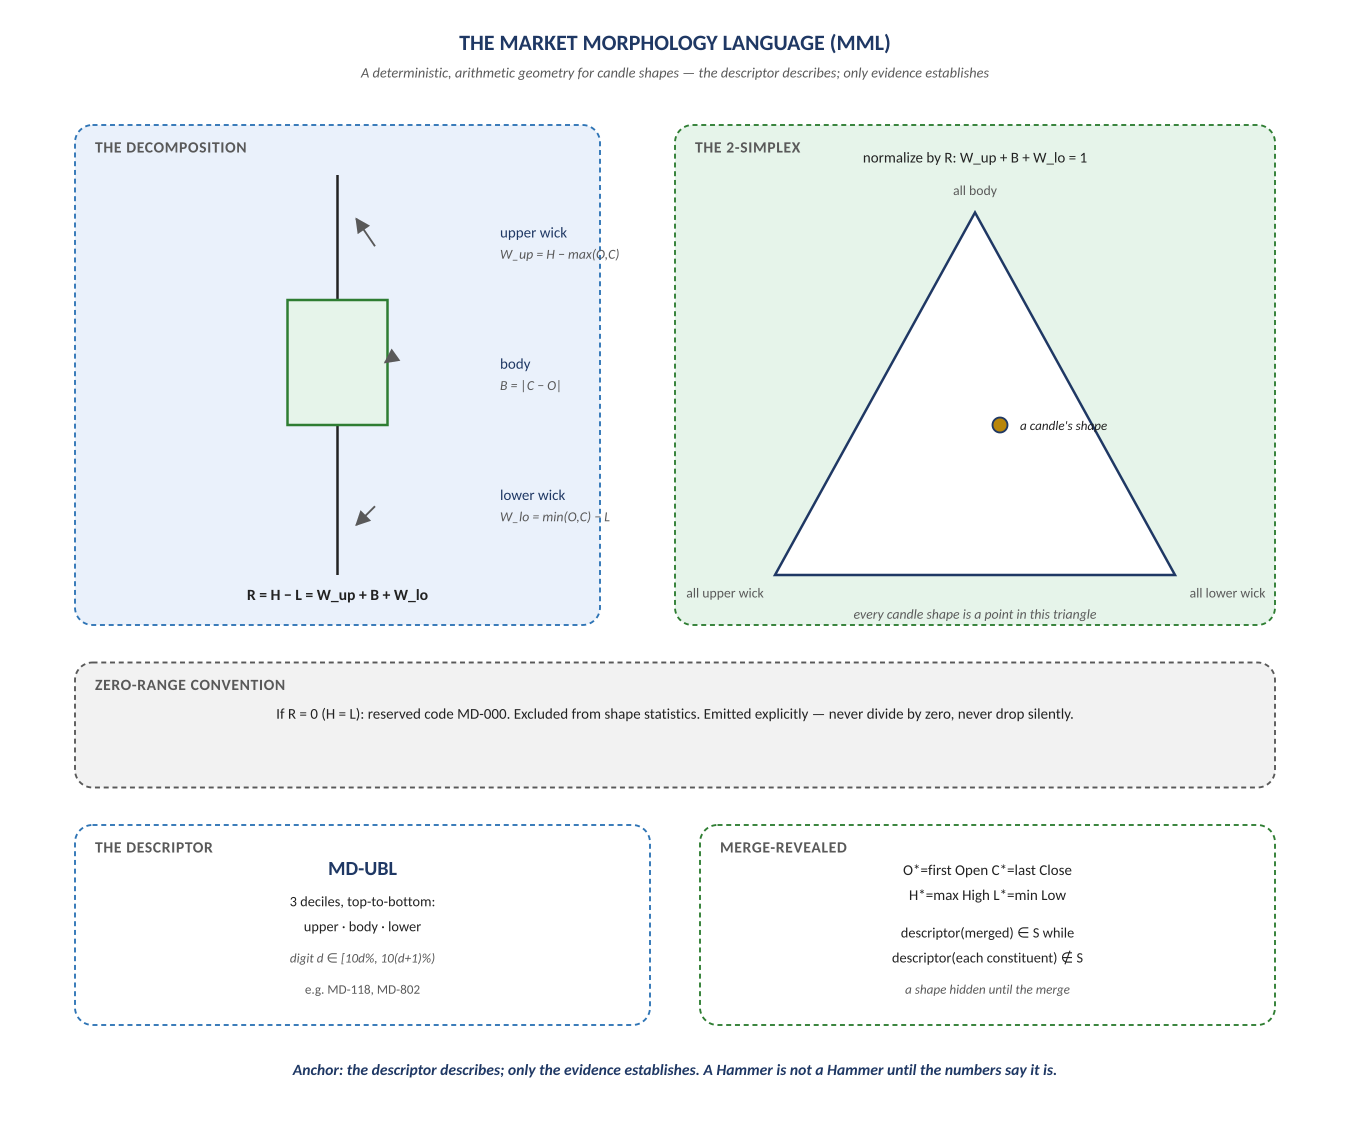 THE MARKET MORPHOLOGY LANGUAGE (MML)
A deterministic, arithmetic geometry for candle shapes — the descriptor describes; only evidence establishes
THE DECOMPOSITION
upper wick
W_up = H − max(O,C)
body
B = |C − O|
lower wick
W_lo = min(O,C) − L
R = H − L = W_up + B + W_lo
THE 2-SIMPLEX
normalize by R: W_up + B + W_lo = 1
all body
a candle's shape
all upper wick
all lower wick
every candle shape is a point in this triangle
ZERO-RANGE CONVENTION
If R = 0 (H = L): reserved code MD-000. Excluded from shape statistics. Emitted explicitly — never divide by zero, never drop silently.
THE DESCRIPTOR
MD-UBL
3 deciles, top-to-bottom:
upper · body · lower
digit d ∈ [10d%, 10(d+1)%)
e.g. MD-118, MD-802
MERGE-REVEALED
O*=first Open C*=last Close
H*=max High L*=min Low
descriptor(merged) ∈ S while
descriptor(each constituent) ∉ S
a shape hidden until the merge
Anchor: the descriptor describes; only the evidence establishes. A Hammer is not a Hammer until the numbers say it is.